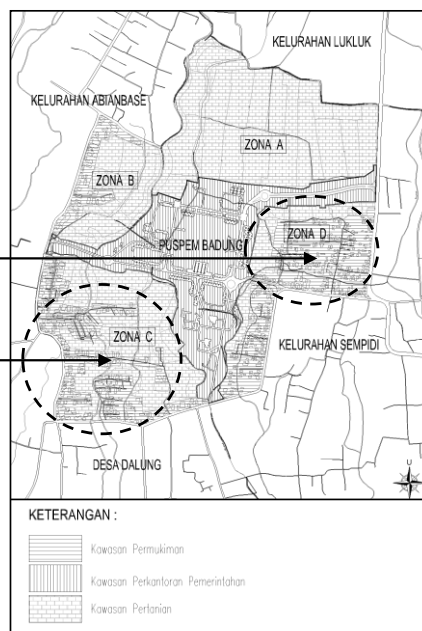 KELURAHAN LUKLUK
KELURAHAN ABIANBASE
ZONA A
ZONA B
ZONA D
PUSPEM BADUNG
ZONA C
KELURAHAN SEMPIDI
DESA DALUNG
U
KETERANGAN :
Kawasan Permukiman
Kawasan Perkantoran Pemerintahan
Kawasan Pertanian